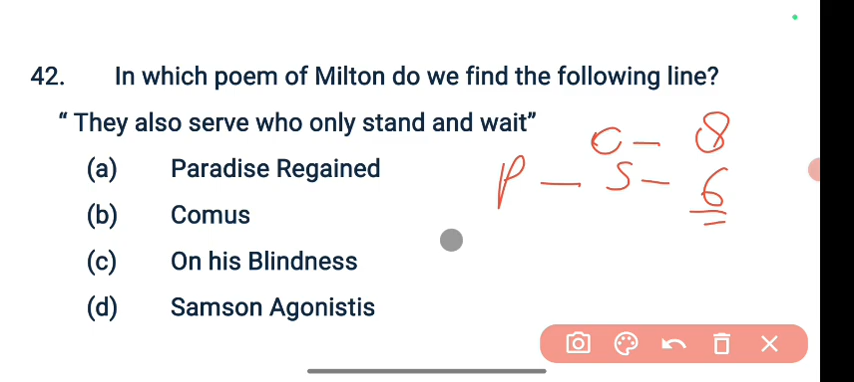 42. In which poem of Milton do we find the following line?
“ They also serve who only stand and wait”
(a) Paradise Regained
(b) Comus
(c) On his Blindness
(d) Samson Agonistis
C – 8
P – S – 6